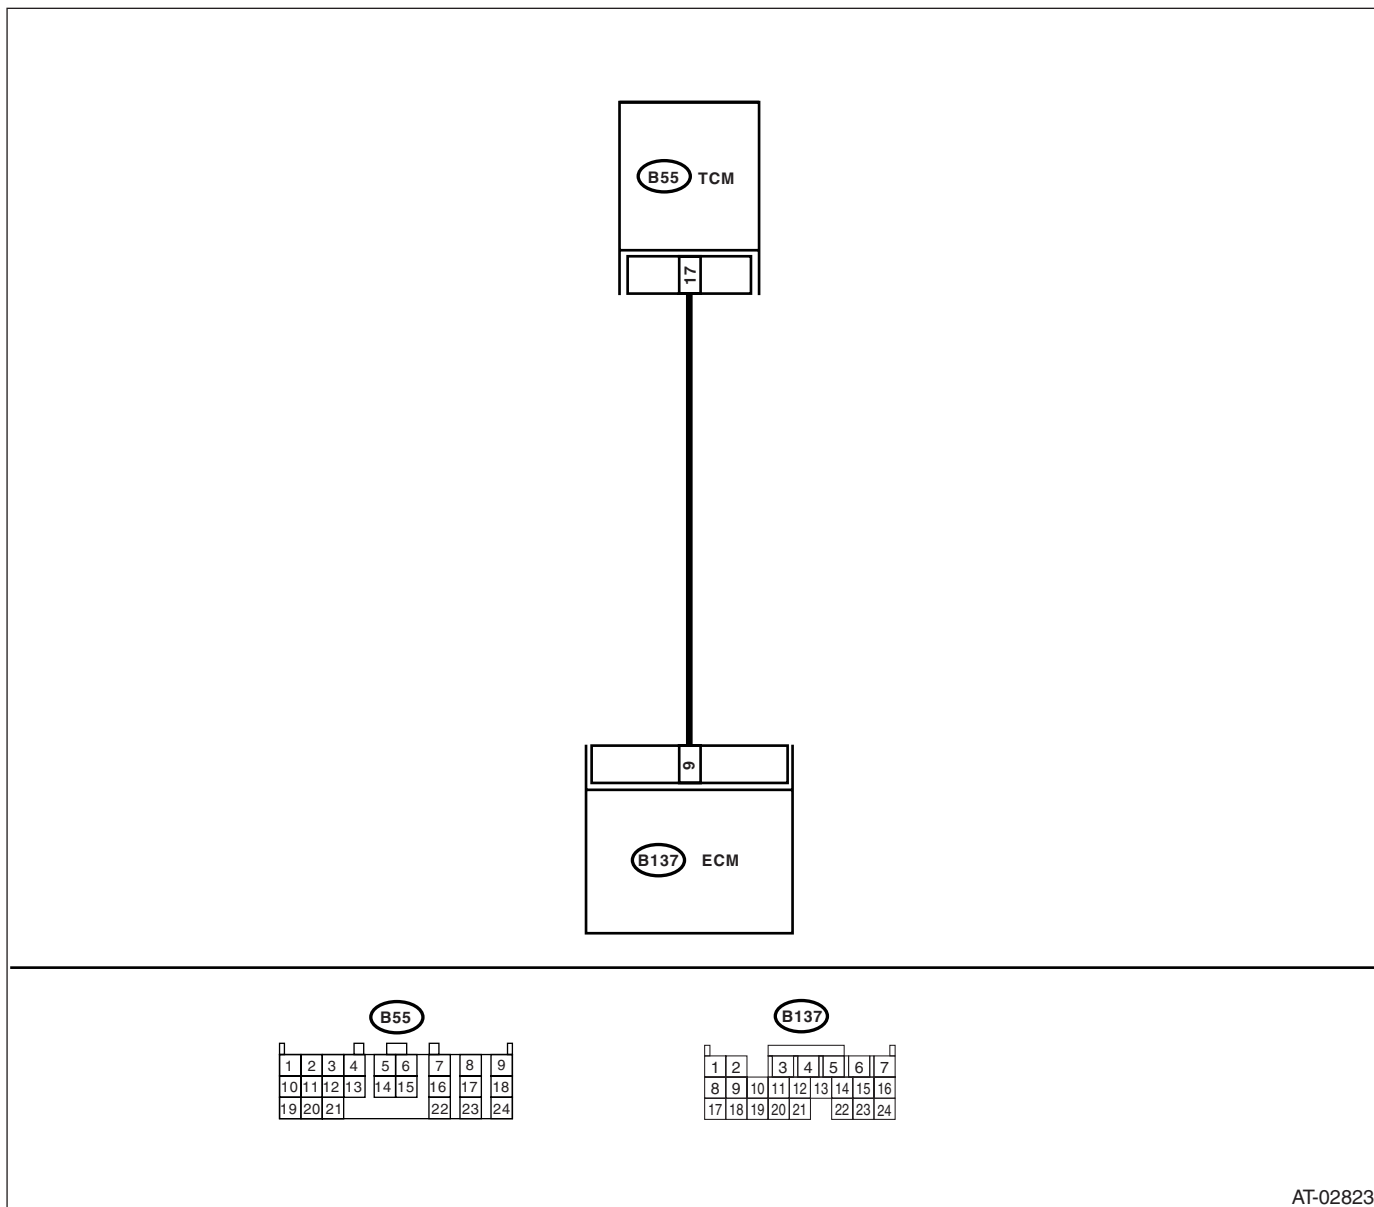 B55 TCM
17
9
B137 ECM
B55
1 2 3 4 5 6 7 8 9
10 11 12 13 14 15 16 17 18
19 20 21 22 23 24
B137
1 2 3 4 5 6 7
8 9 10 11 12 13 14 15 16
17 18 19 20 21 22 23 24
AT-02823